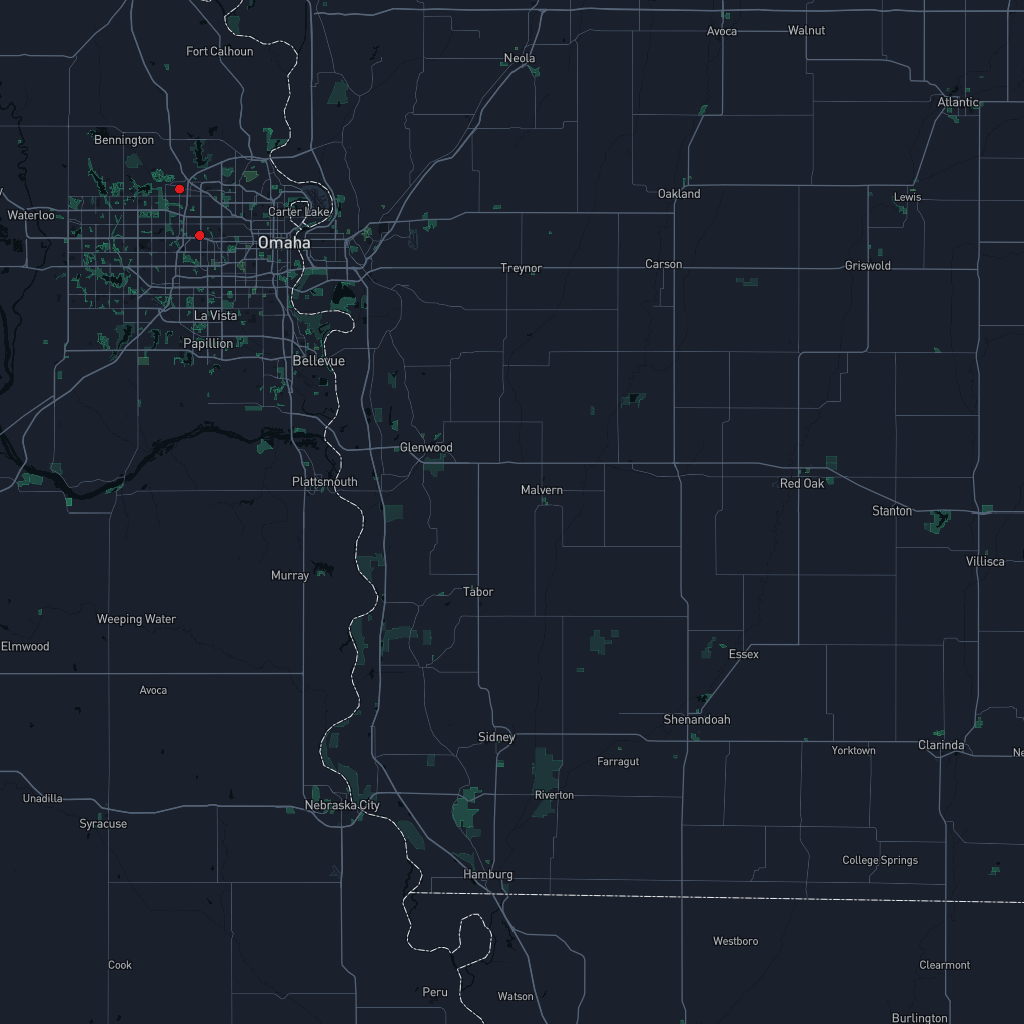 Avoca
Walnut
Fort Calhoun
Neola
Atlantic
Bennington
Oakland
Lewis
Waterloo
Carter Lake
Omaha
Treynor
Carson
Griswold
La Vista
Papillion
Bellevue
Glenwood
Plattsmouth
Malvern
Red Oak
Stanton
Villisca
Murray
Tabor
Weeping Water
Elmwood
Essex
Avoca
Shenandoah
Sidney
Clarinda
Yorktown
Farragut
Unadilla
Nebraska City
Riverton
Syracuse
College Springs
Hamburg
Westboro
Cook
Clearmont
Peru
Watson
Burlington